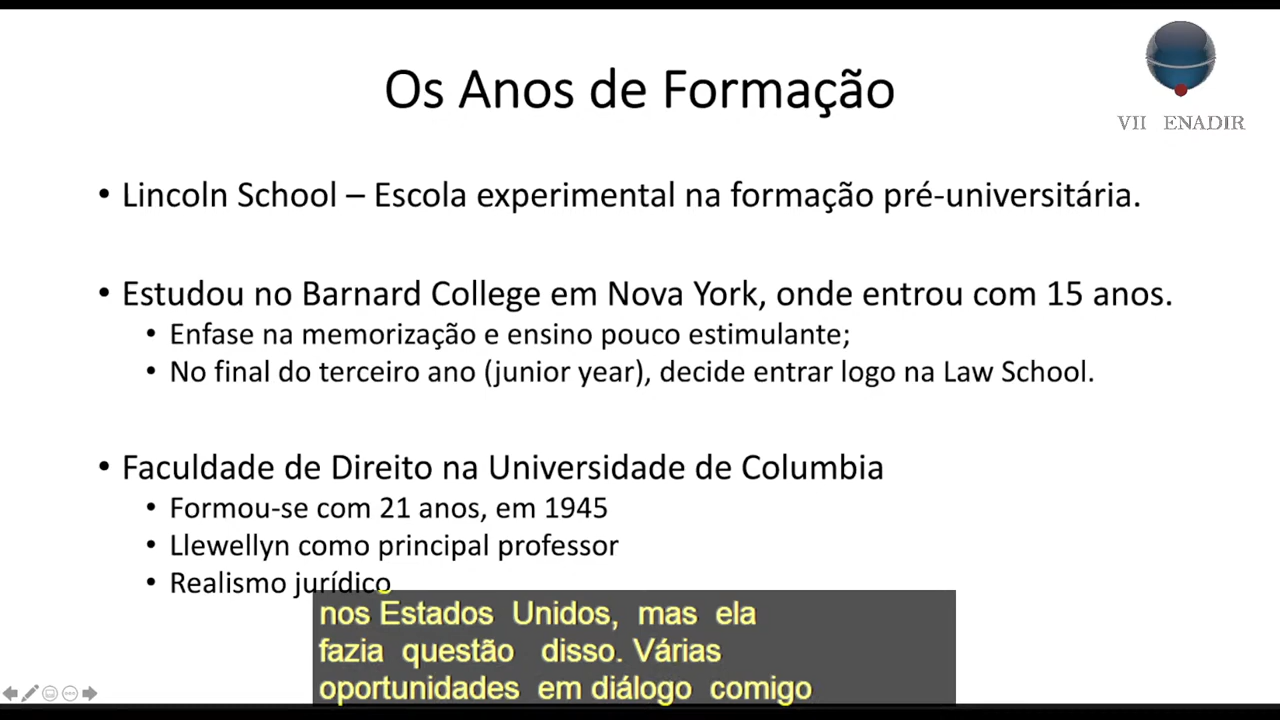 Os Anos de Formação
VII ENADIR
• Lincoln School – Escola experimental na formação pré-universitária.
• Estudou no Barnard College em Nova York, onde entrou com 15 anos.
• Enfase na memorização e ensino pouco estimulante;
• No final do terceiro ano (junior year), decide entrar logo na Law School.
• Faculdade de Direito na Universidade de Columbia
• Formou-se com 21 anos, em 1945
• Llewellyn como principal professor
• Realismo jurídico
nos Estados Unidos, mas ela
fazia questão disso. Várias
oportunidades em diálogo comigo